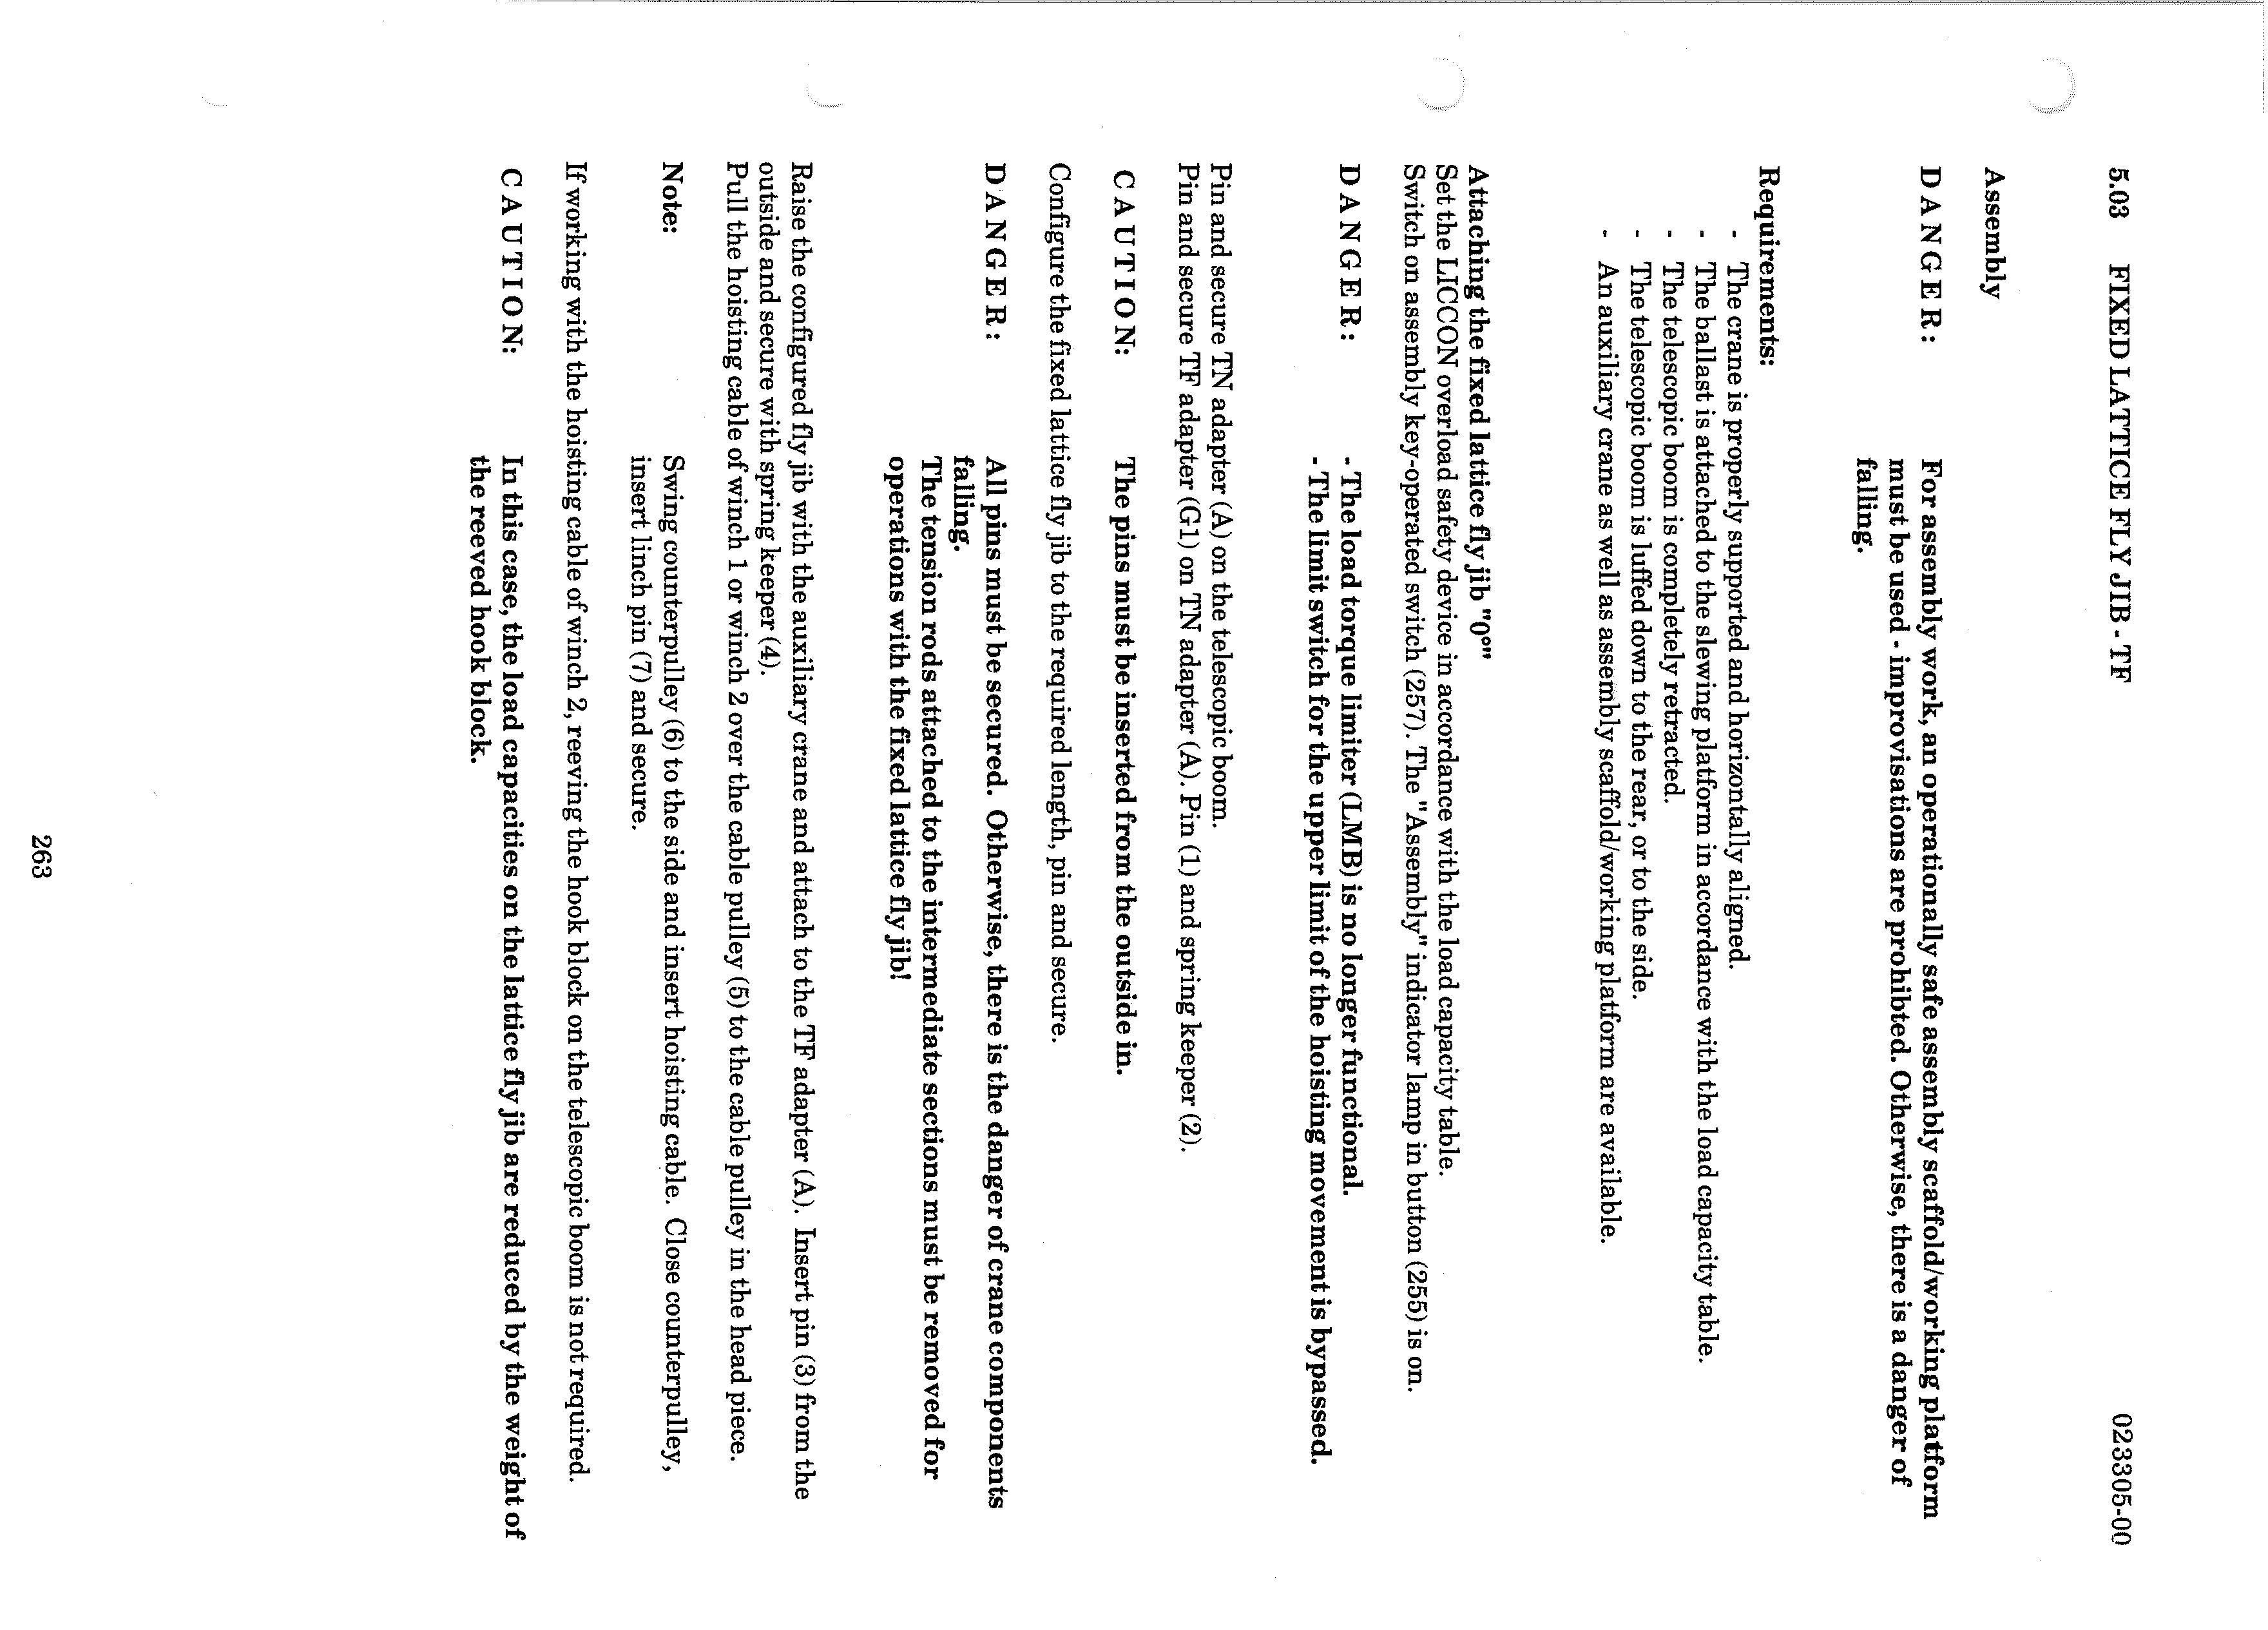 5.03 FIXED LATTICE FLY JIB - TF 023305-00
Assembly
D A N G E R : For assembly work, an operationally safe assembly scaffold/working platform
must be used - improvisations are prohibted. Otherwise, there is a danger of
falling.
Requirements:
- The crane is properly supported and horizontally aligned.
- The ballast is attached to the slewing platform in accordance with the load capacity table.
- The telescopic boom is completely retracted.
- The telescopic boom is luffed down to the rear, or to the side.
- An auxiliary crane as well as assembly scaffold/working platform are available.
Attaching the fixed lattice fly jib "0°"
Set the LICCON overload safety device in accordance with the load capacity table.
Switch on assembly key-operated switch (257). The "Assembly" indicator lamp in button (255) is on.
D A N G E R : - The load torque limiter (LMB) is no longer functional.
- The limit switch for the upper limit of the hoisting movement is bypassed.
Pin and secure TN adapter (A) on the telescopic boom.
Pin and secure TF adapter (G1) on TN adapter (A). Pin (1) and spring keeper (2).
C A U T I O N : The pins must be inserted from the outside in.
Configure the fixed lattice fly jib to the required length, pin and secure.
D A N G E R : All pins must be secured. Otherwise, there is the danger of crane components
falling.
The tension rods attached to the intermediate sections must be removed for
operations with the fixed lattice fly jib!
Raise the configured fly jib with the auxiliary crane and attach to the TF adapter (A). Insert pin (3) from the
outside and secure with spring keeper (4).
Pull the hoisting cable of winch 1 or winch 2 over the cable pulley (5) to the cable pulley in the head piece.
Note: Swing counterpulley (6) to the side and insert hoisting cable. Close counterpulley,
insert linch pin (7) and secure.
If working with the hoisting cable of winch 2, reeving the hook block on the telescopic boom is not required.
C A U T I O N : In this case, the load capacities on the lattice fly jib are reduced by the weight of
the reeved hook block.
263